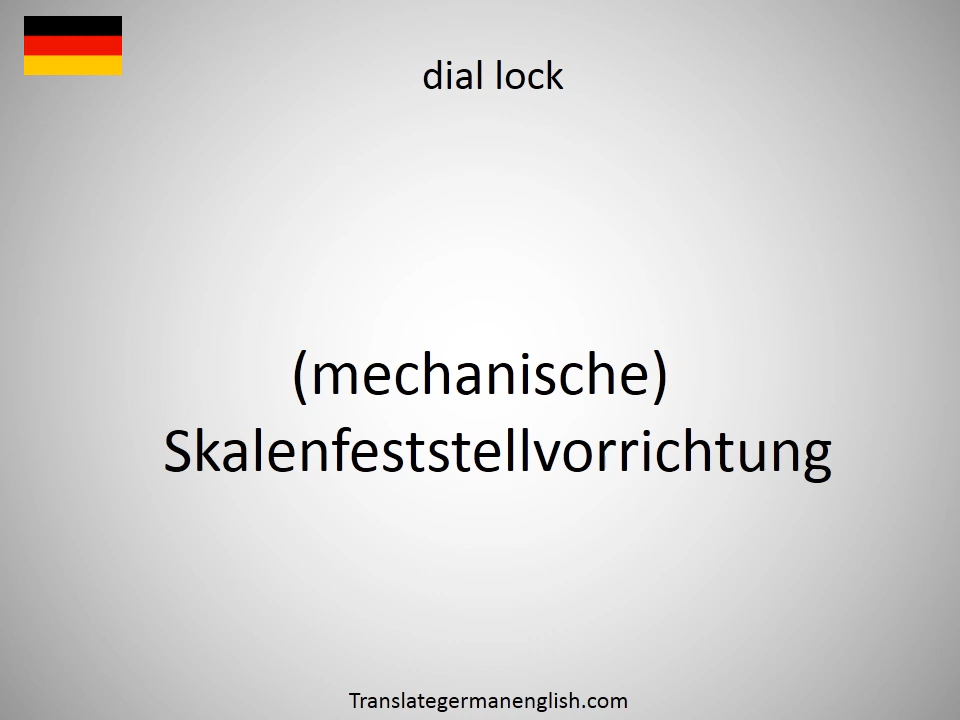 dial lock
(mechanische)
Skalenfeststellvorrichtung
Translategermanenglish.com